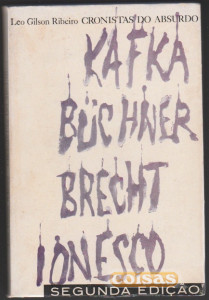 Leo Gilson Ribeiro CRONISTAS DO ABSURDO
KAFKA
BÜCHNER
BRECHT
IONESCO
coisas
SEGUNDA EDIÇÃO